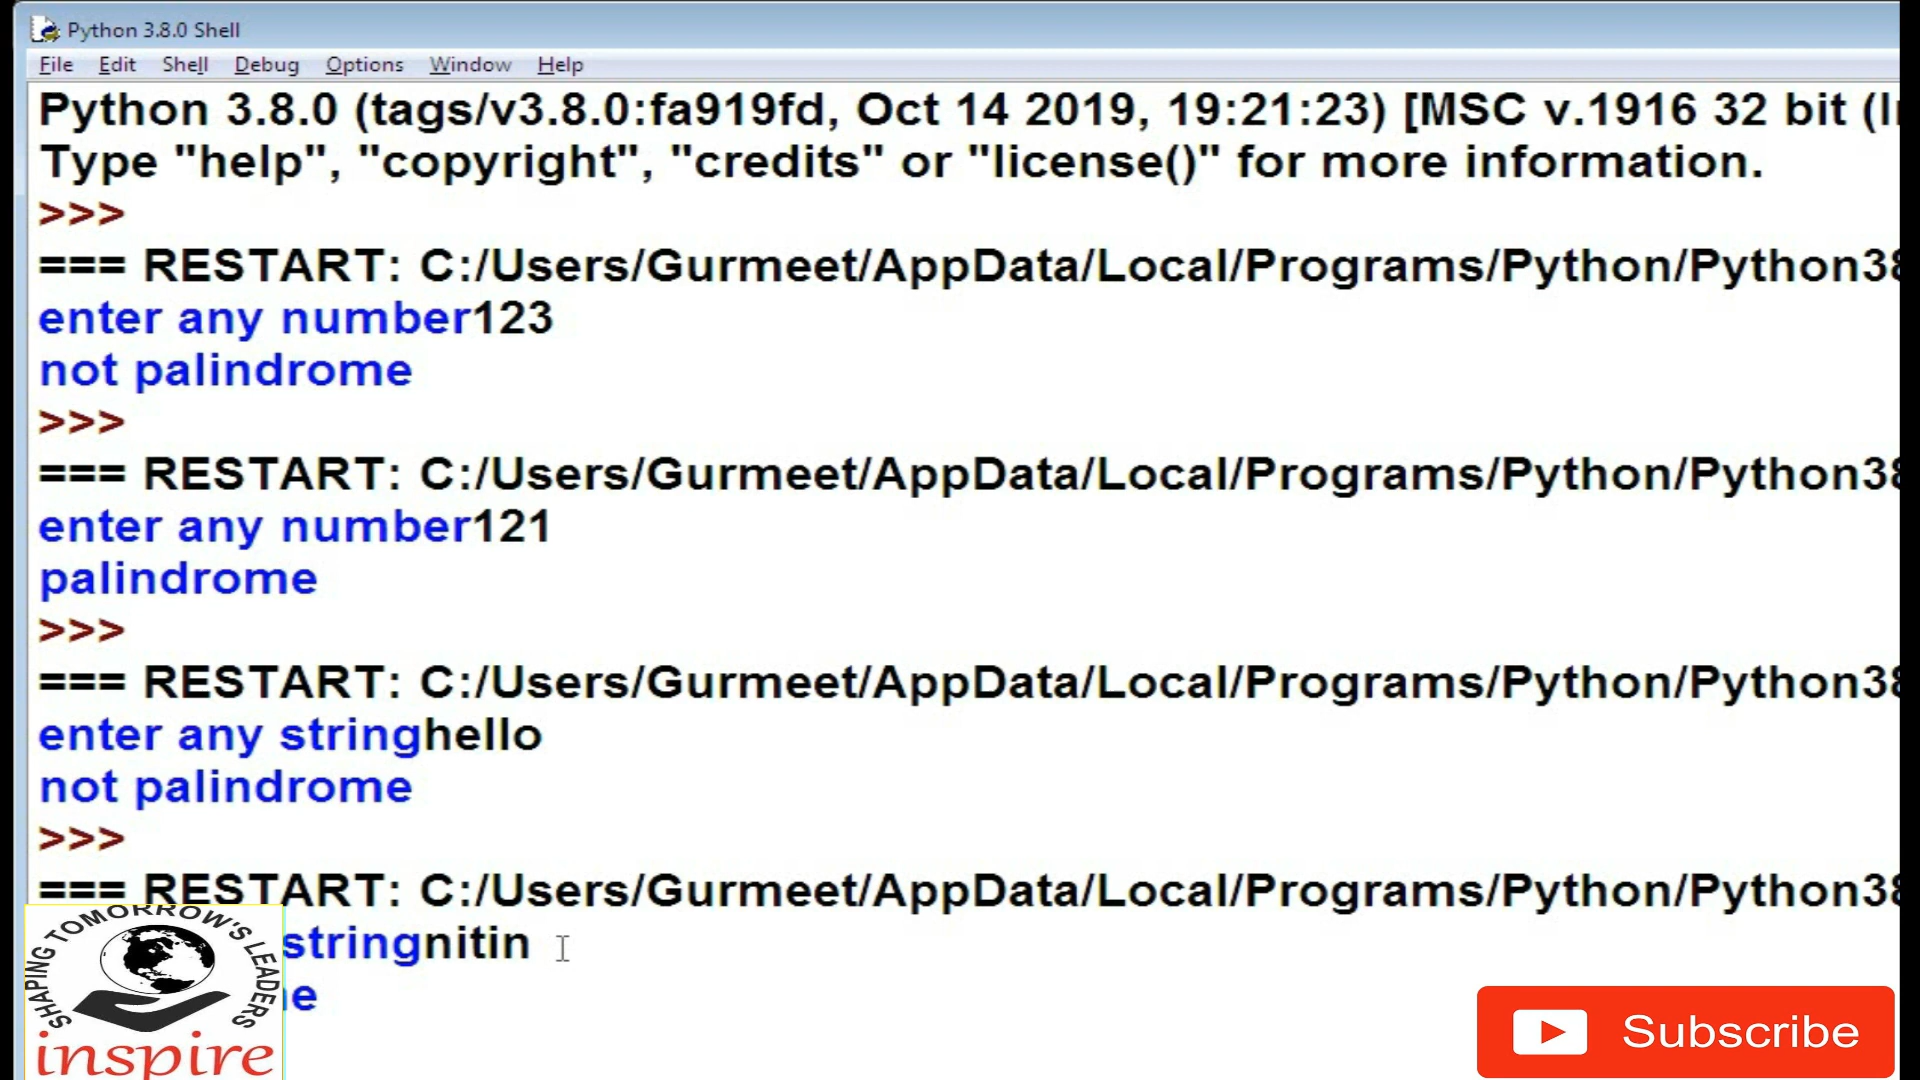 Python 3.8.0 Shell
File Edit Shell Debug Options Window Help
Python 3.8.0 (tags/v3.8.0:fa919fd, Oct 14 2019, 19:21:23) [MSC v.1916 32 bit (I
Type "help", "copyright", "credits" or "license()" for more information.
>>>
=== RESTART: C:/Users/Gurmeet/AppData/Local/Programs/Python/Python38
enter any number123
not palindrome
>>>
=== RESTART: C:/Users/Gurmeet/AppData/Local/Programs/Python/Python38
enter any number121
palindrome
>>>
=== RESTART: C:/Users/Gurmeet/AppData/Local/Programs/Python/Python38
enter any stringhello
not palindrome
>>>
=== RESTART: C:/Users/Gurmeet/AppData/Local/Programs/Python/Python38
stringnitin
e
SHAPING TOMORROW'S LEADERS
inspire
Subscribe